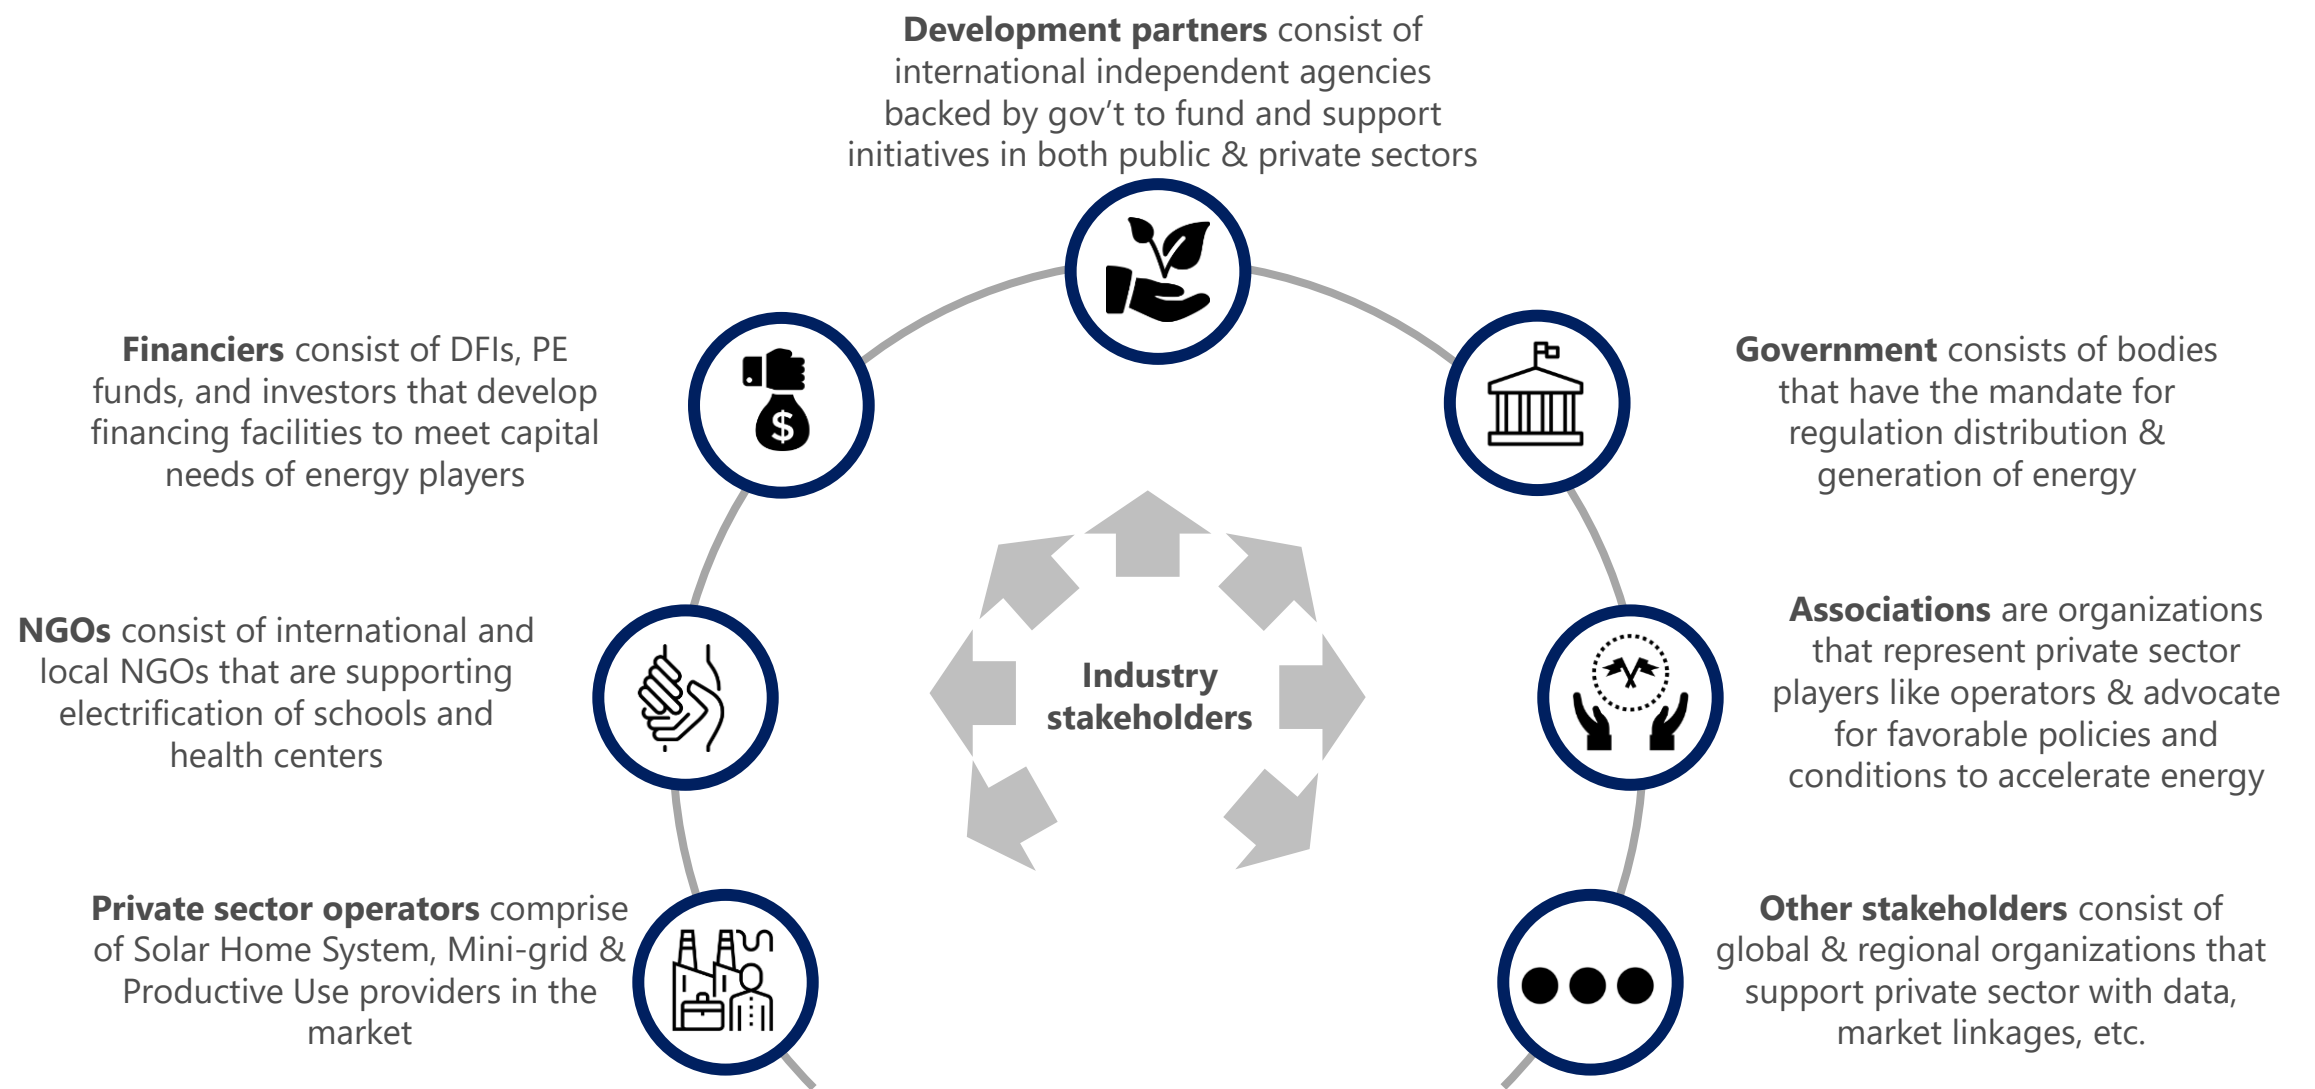 Development partners consist of
international independent agencies
backed by gov't to fund and support
initiatives in both public & private sectors
Financiers consist of DFIs, PE
funds, and investors that develop
financing facilities to meet capital
needs of energy players
$
Government consists of bodies
that have the mandate for
regulation distribution &
generation of energy
NGOs consist of international and
local NGOs that are supporting
electrification of schools and
health centers
Industry
stakeholders
Associations are organizations
that represent private sector
players like operators & advocate
for favorable policies and
conditions to accelerate energy
Private sector operators comprise
of Solar Home System, Mini-grid &
Productive Use providers in the
market
Other stakeholders consist of
global & regional organizations that
support private sector with data,
market linkages, etc.